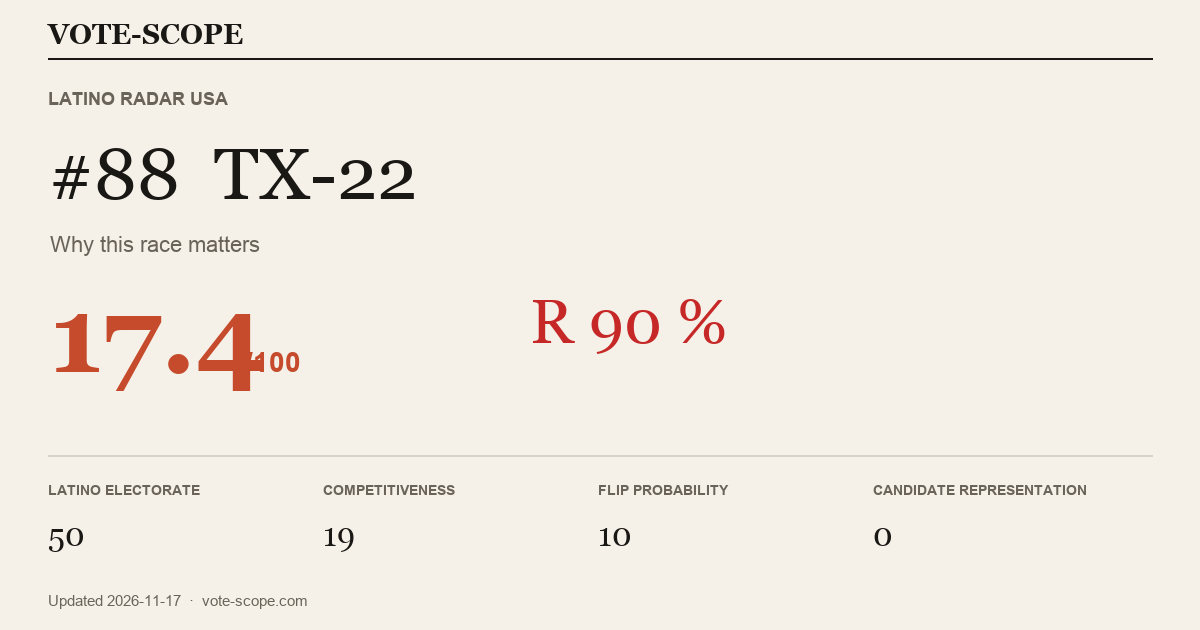 VOTE-SCOPE
LATINO RADAR USA
#88 TX-22
Why this race matters
17.4/100
R 90 %
LATINO ELECTORATE COMPETITIVENESS FLIP PROBABILITY CANDIDATE REPRESENTATION
50 19 10 0
Updated 2026-11-17 · vote-scope.com